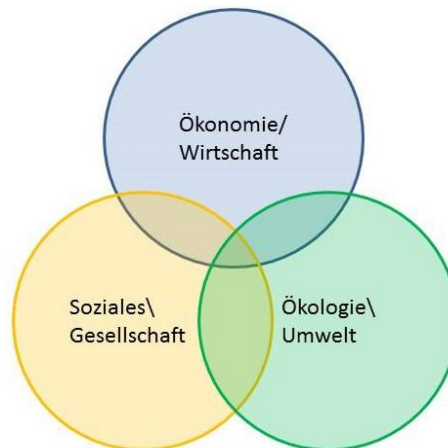 Ökonomie/
Wirtschaft
Soziales\
Gesellschaft
Ökologie\
Umwelt